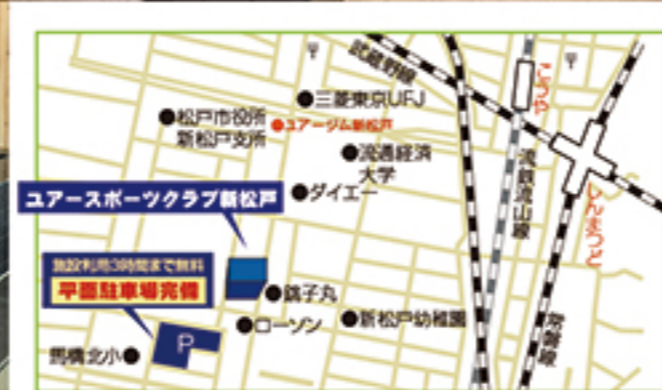 武蔵野線
こうや
三菱東京UFJ
松戸市役所
新松戸支所
ユアージム新松戸
流通経済
大学
流鉄流山線
しんまつど
ダイエー
ユアースポーツクラブ新松戸
施設利用3時間まで無料
平面駐車場完備
銚子丸
ローソン
新松戸幼稚園
常磐線
P
馬橋北小